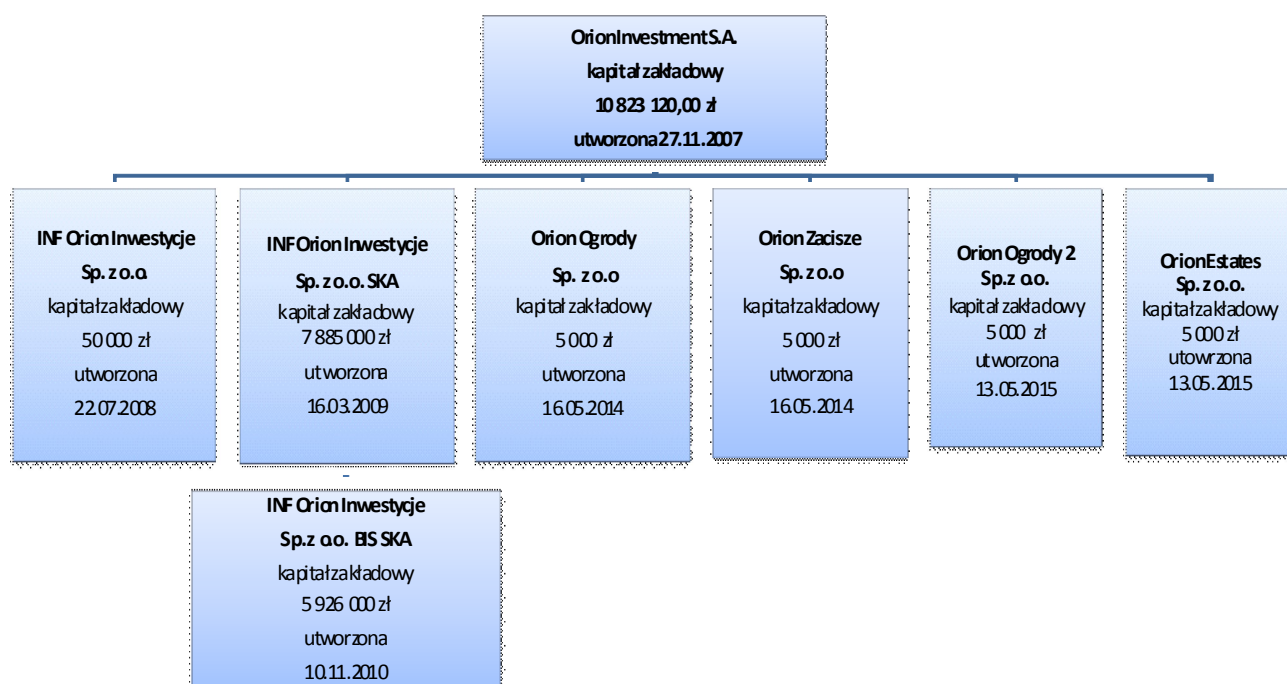 Orion Investment S.A.
kapitał zakładowy
10 823 120,00 zł
utworzona 27.11.2007
INF Orion Inwestycje
Sp. z o.o.
kapitał zakładowy
50 000 zł
utworzona
22.07.2008
INF Orion Inwestycje
Sp. z o.o. SKA
kapitał zakładowy
7 885 000 zł
utworzona
16.03.2009
Orion Ogrody
Sp. z o.o
kapitał zakładowy
5 000 zł
utworzona
16.05.2014
Orion Zacisze
Sp. z o.o
kapitał zakładowy
5 000 zł
utworzona
16.05.2014
Orion Ogrody 2
Sp. z o.o.
kapitał zakładowy
5 000 zł
utworzona
13.05.2015
Orion Estates
Sp. z o.o.
kapitał zakładowy
5 000 zł
utowrzona
13.05.2015
INF Orion Inwestycje
Sp. z o.o. BIS SKA
kapitał zakładowy
5 926 000 zł
utworzona
10.11.2010